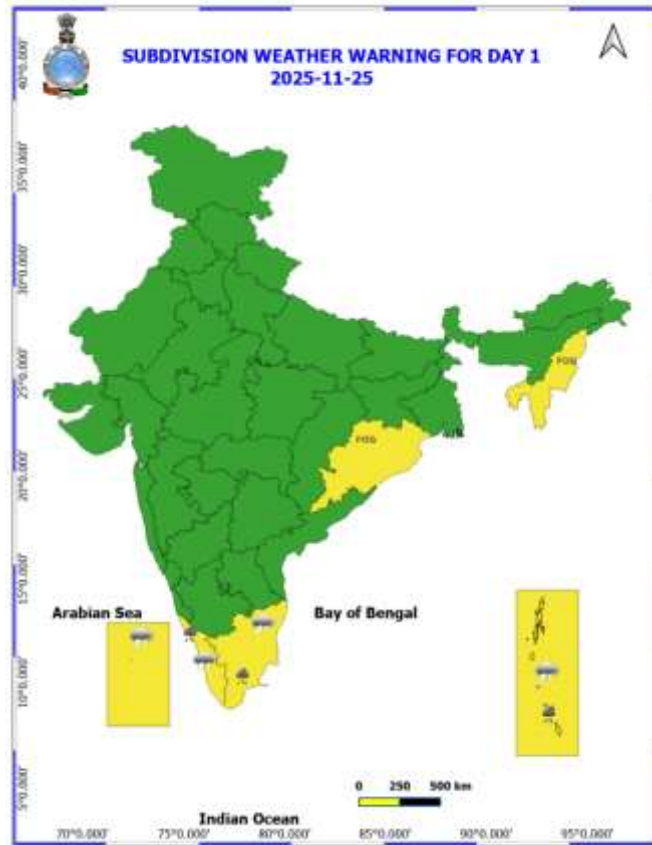 SUBDIVISION WEATHER WARNING FOR DAY 1
2025-11-25
40°0.000'
35°0.000'
30°0.000'
25°0.000'
20°0.000'
15°0.000'
10°0.000'
5°0.000'
FOG
FOG
Arabian Sea
Bay of Bengal
0 250 500 km
Indian Ocean
70°0.000' 75°0.000' 80°0.000' 85°0.000' 90°0.000' 95°0.000'